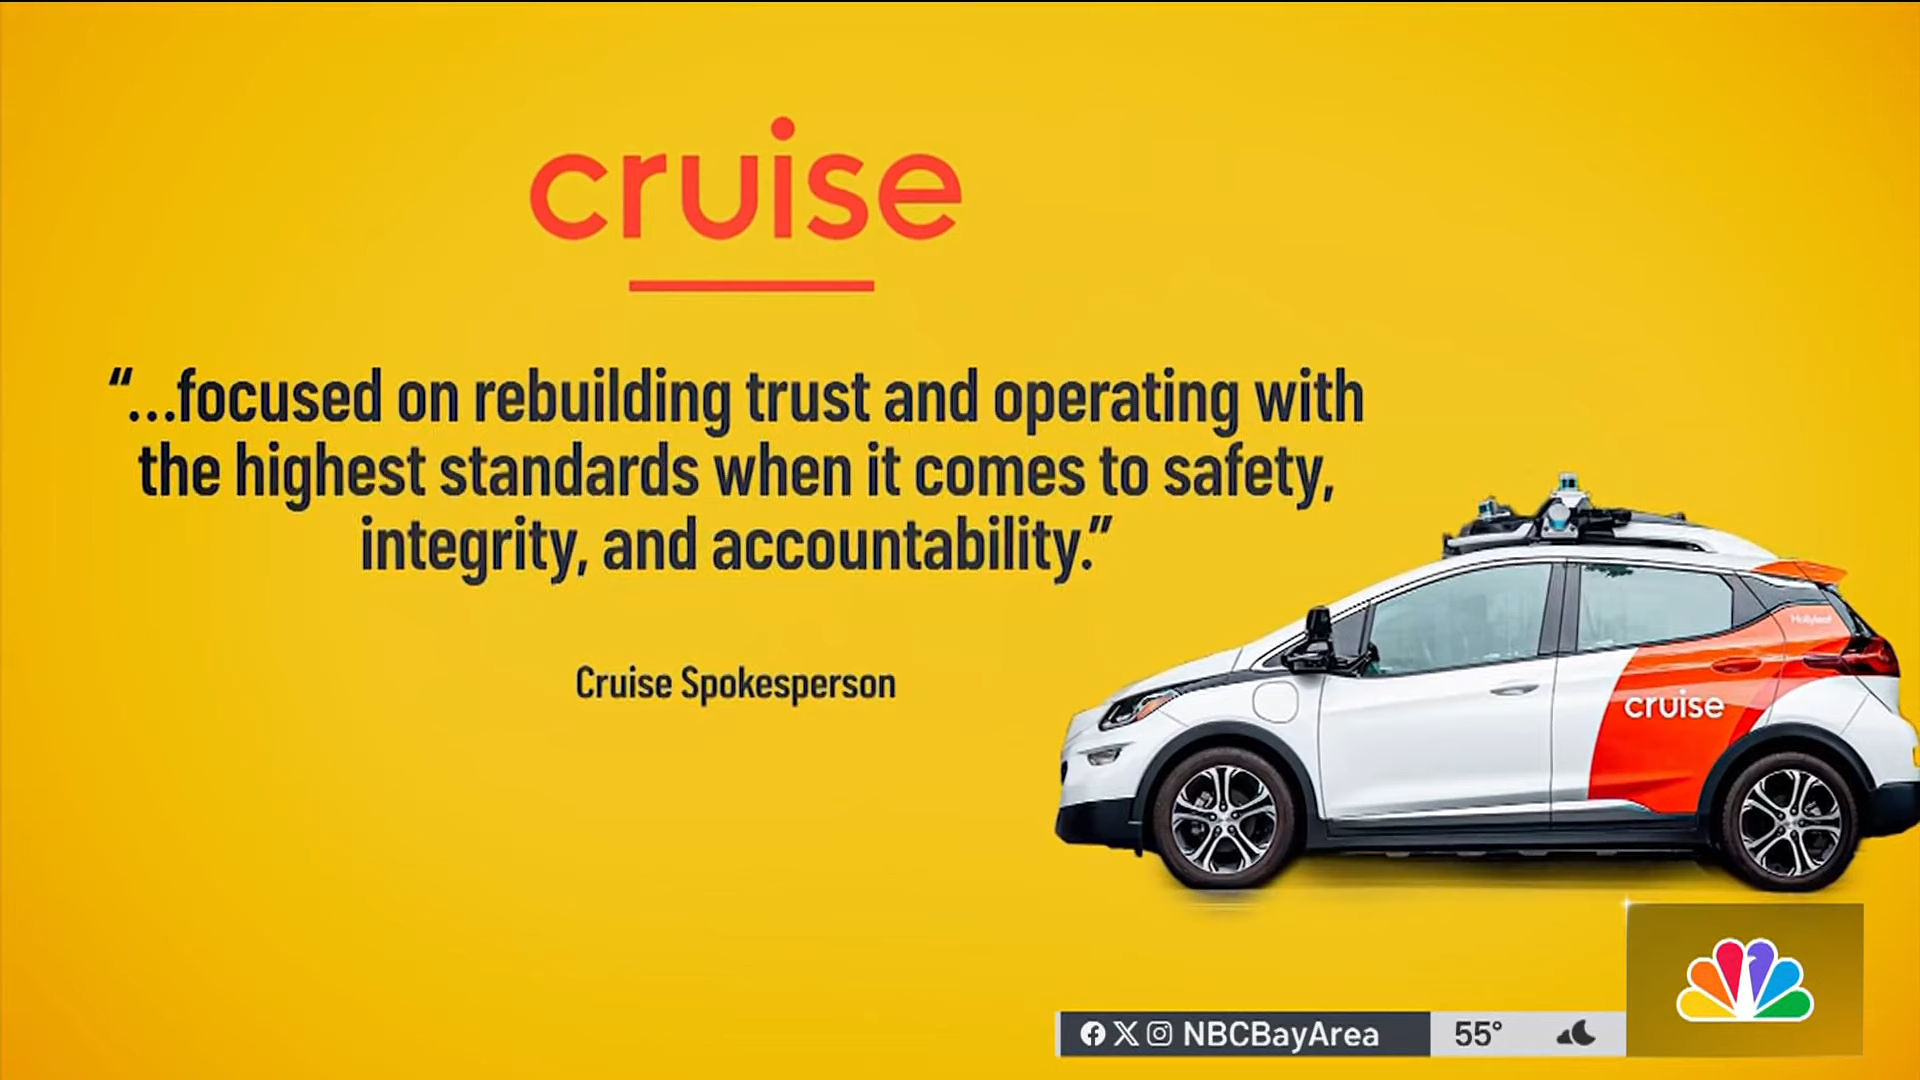 cruise
“...focused on rebuilding trust and operating with
the highest standards when it comes to safety,
integrity, and accountability.”
Cruise Spokesperson
Hollyleaf
cruise
NBCBayArea
55°